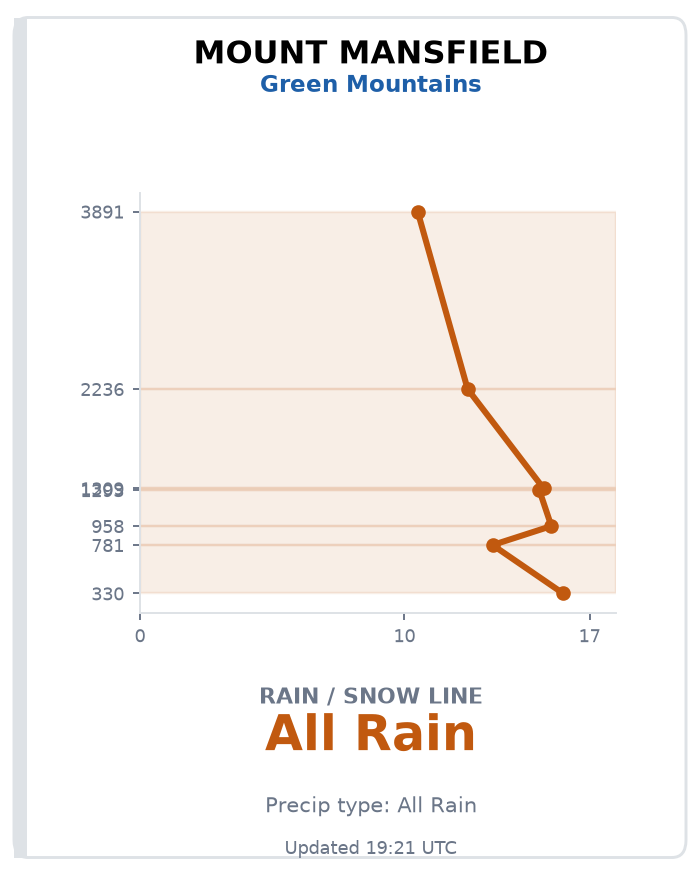 MOUNT MANSFIELD
Green Mountains
3891
2236
958
781
330
0
10
17
RAIN / SNOW LINE
All Rain
Precip type: All Rain
Updated 19:21 UTC